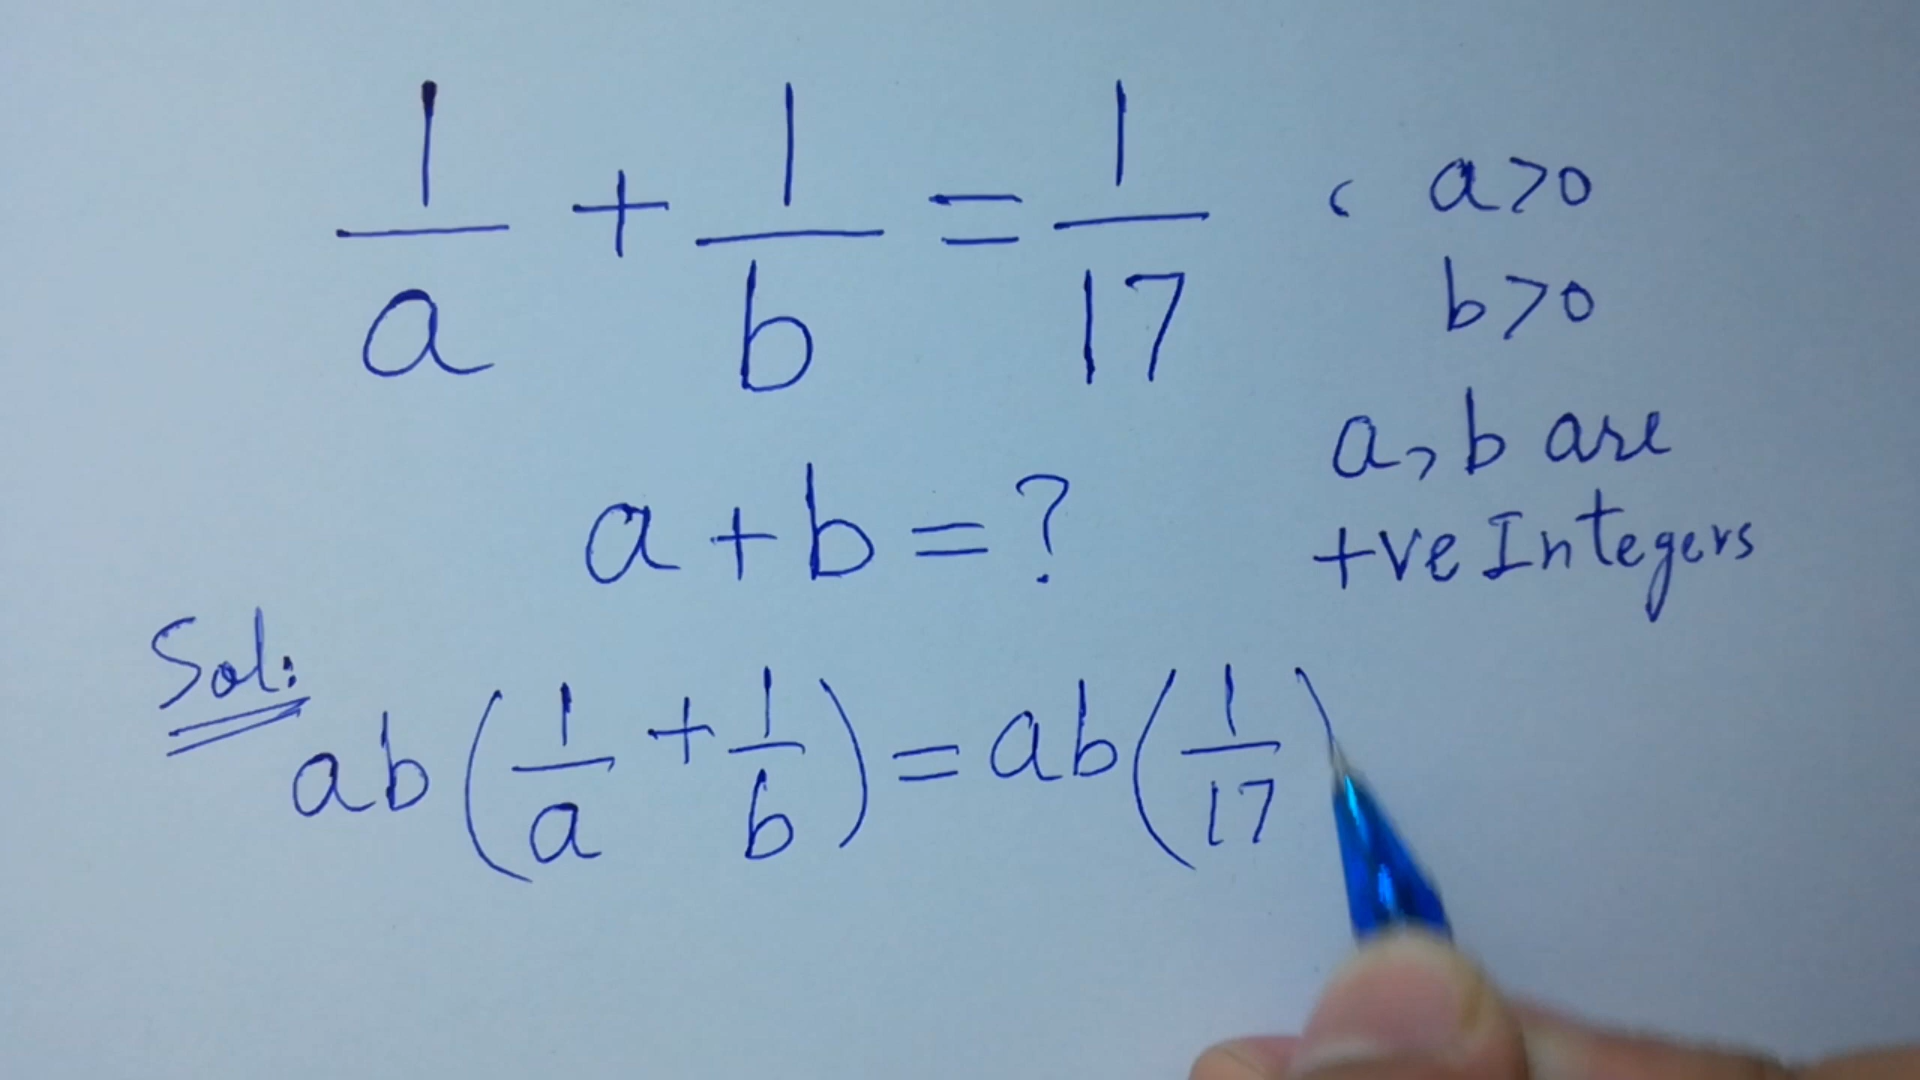 1/a + 1/b = 1/17 , a>0
b>0
a, b are
+ve Integers
a+b=?
Sol:
ab(1/a + 1/b) = ab(1/17)